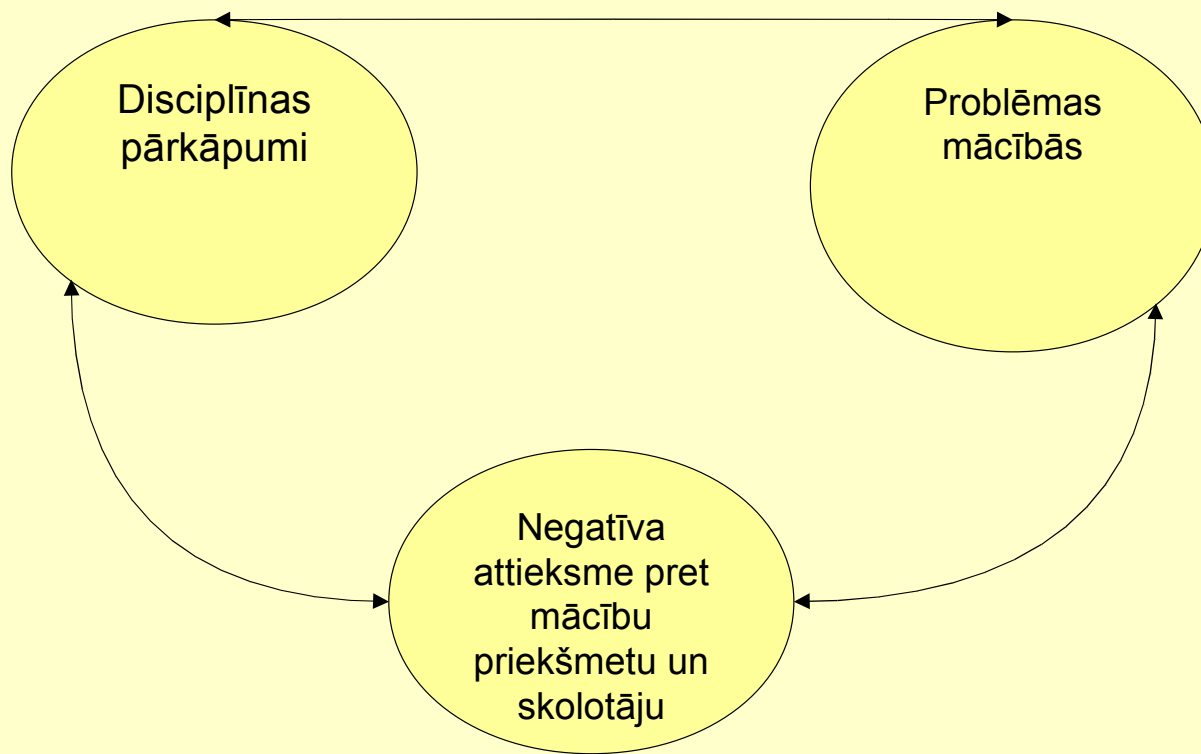 Disciplīnas
pārkāpumi
Problēmas
mācībās
Negatīva
attieksme pret
mācību
priekšmetu un
skolotāju